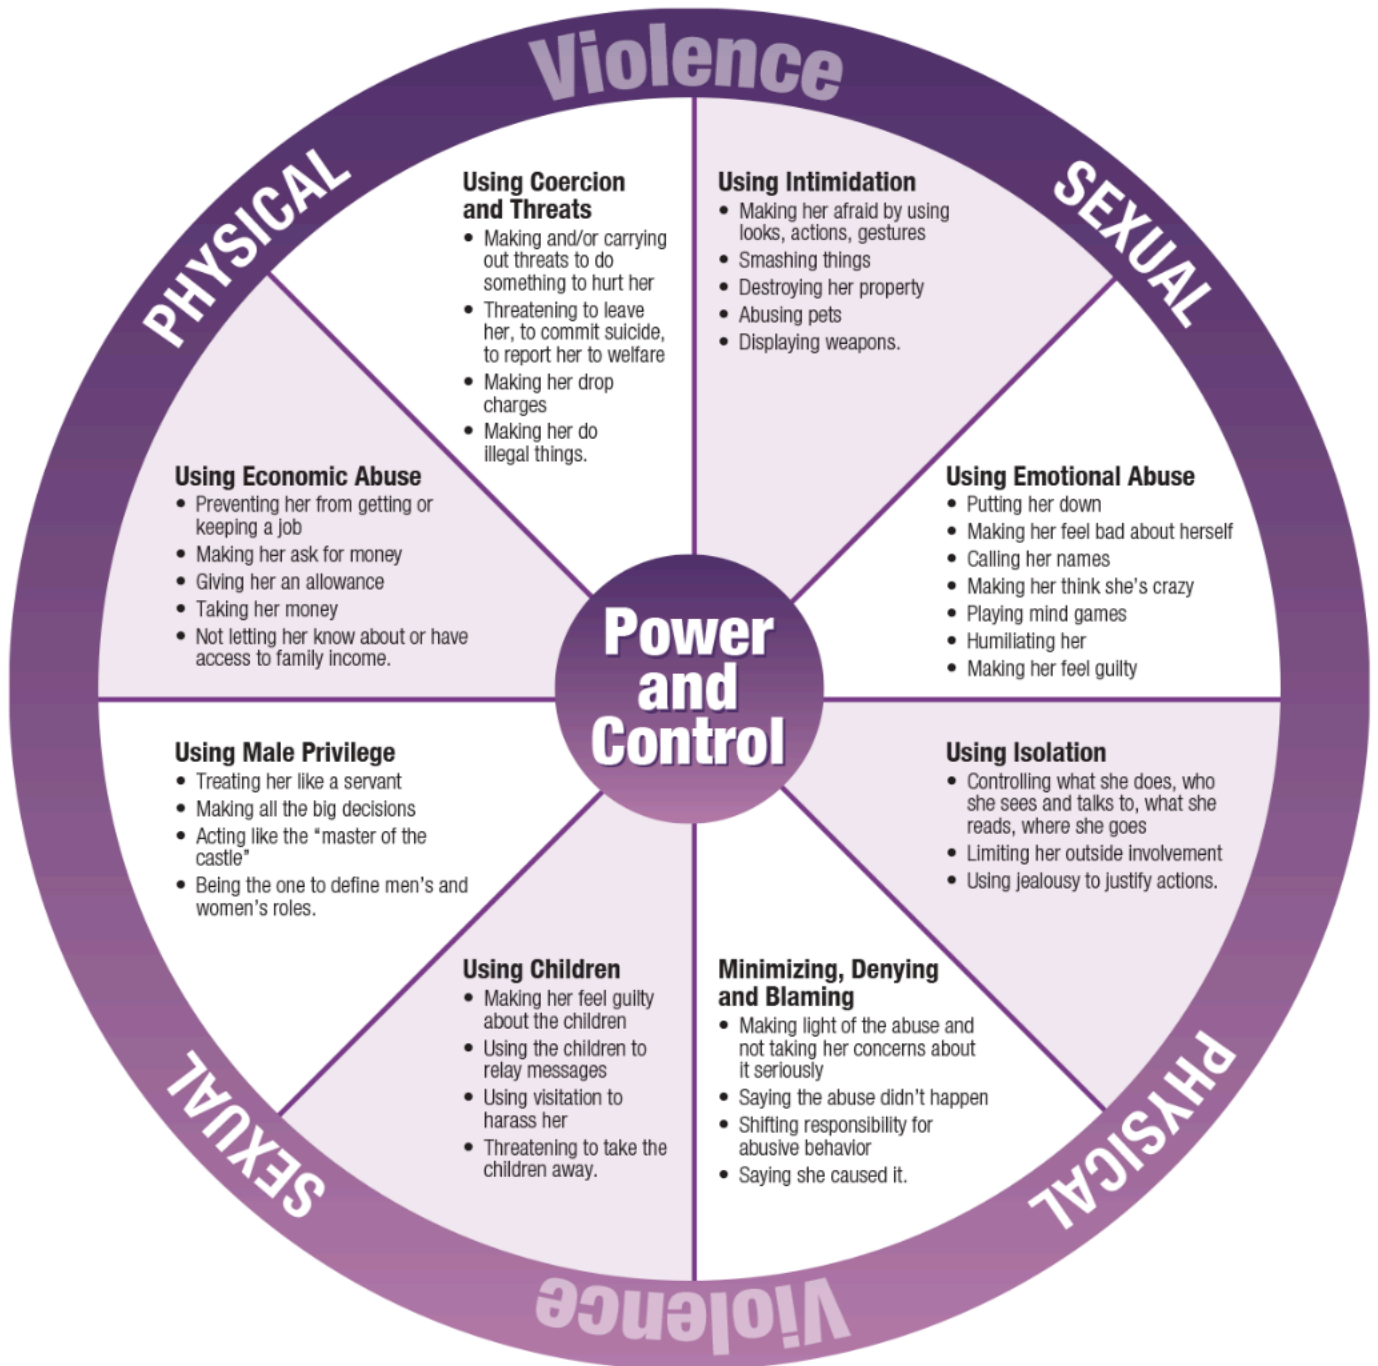 Violence
PHYSICAL
SEXUAL
Using Coercion
and Threats
• Making and/or carrying
out threats to do
something to hurt her
• Threatening to leave
her, to commit suicide,
to report her to welfare
• Making her drop
charges
• Making her do
illegal things.
Using Intimidation
• Making her afraid by using
looks, actions, gestures
• Smashing things
• Destroying her property
• Abusing pets
• Displaying weapons.
Using Economic Abuse
• Preventing her from getting or
keeping a job
• Making her ask for money
• Giving her an allowance
• Taking her money
• Not letting her know about or have
access to family income.
Using Emotional Abuse
• Putting her down
• Making her feel bad about herself
• Calling her names
• Making her think she's crazy
• Playing mind games
• Humiliating her
• Making her feel guilty
Power
and
Control
Using Male Privilege
• Treating her like a servant
• Making all the big decisions
• Acting like the "master of the
castle"
• Being the one to define men's and
women's roles.
Using Isolation
• Controlling what she does, who
she sees and talks to, what she
reads, where she goes
• Limiting her outside involvement
• Using jealousy to justify actions.
Using Children
• Making her feel guilty
about the children
• Using the children to
relay messages
• Using visitation to
harass her
• Threatening to take the
children away.
Minimizing, Denying
and Blaming
• Making light of the abuse and
not taking her concerns about
it seriously
• Saying the abuse didn't happen
• Shifting responsibility for
abusive behavior
• Saying she caused it.
SEXUAL
PHYSICAL
Violence